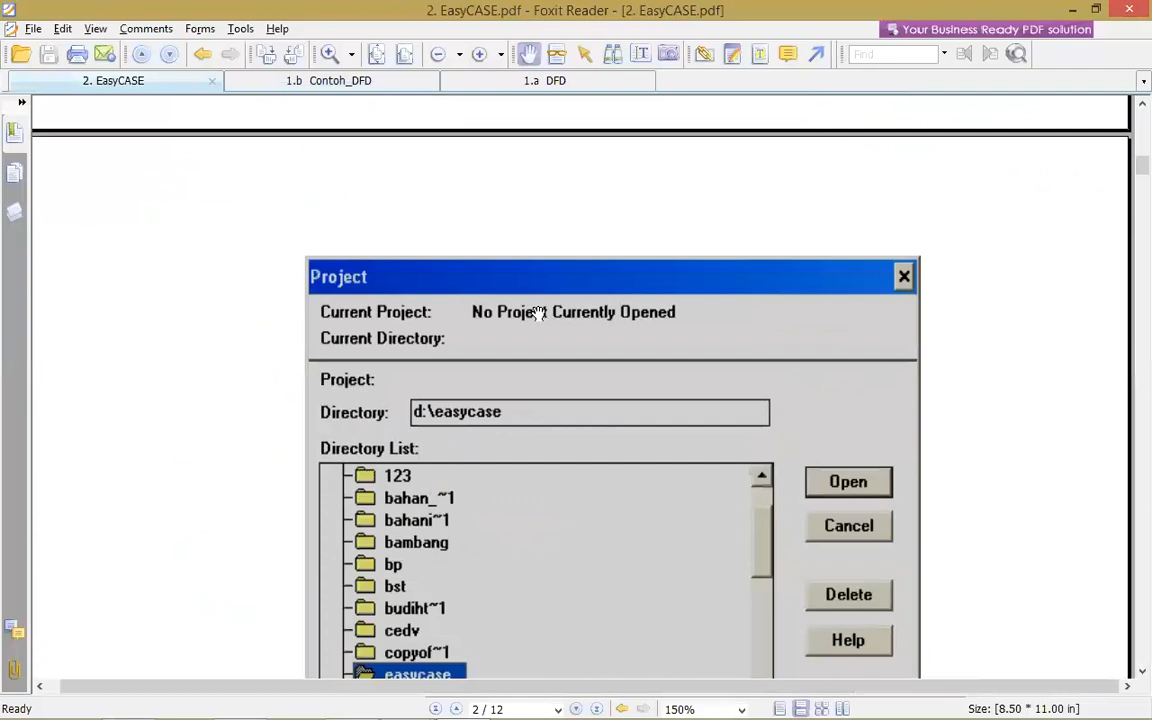 2. EasyCASE.pdf - Foxit Reader - [2. EasyCASE.pdf]
File Edit View Comments Forms Tools Help
Your Business Ready PDF solution
Find
2. EasyCASE
1.b Contoh_DFD
1.a DFD
Project
Current Project: No Project Currently Opened
Current Directory:
Project:
Directory: d:\easycase
Directory List:
123
bahan_~1
bahani~1
bambang
bp
bst
budiht~1
cedv
copyof~1
easycase
Open
Cancel
Delete
Help
Ready
2 / 12
150%
Size: [8.50 * 11.00 in]